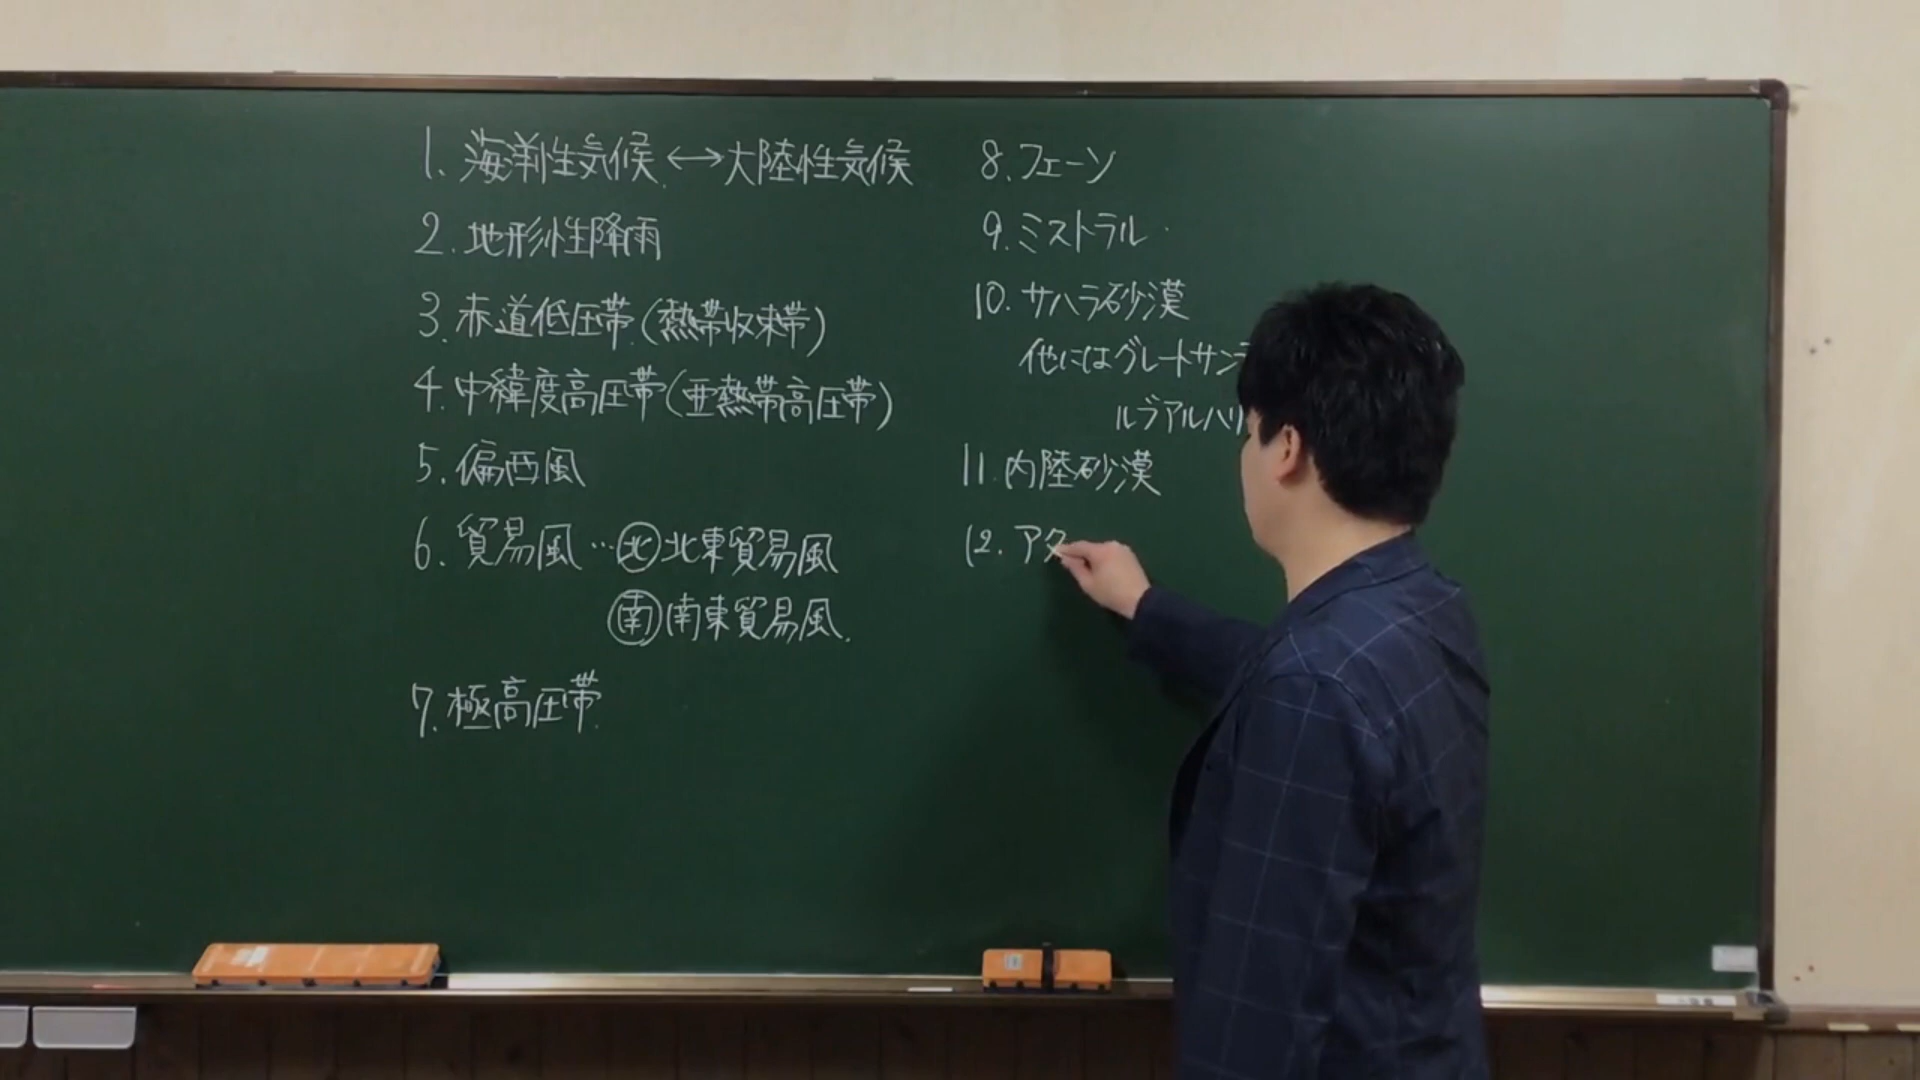 1. 海洋性気候 ↔ 大陸性気候
2. 地形性降雨
3. 赤道低圧帯 (熱帯収束帯)
4. 中緯度高圧帯 (亜熱帯高圧帯)
5. 偏西風
6. 貿易風 … ㊗北 北東貿易風
南 南東貿易風
7. 極高圧帯
8. フェーン
9. ミストラル
10. サハラ砂漠
他にはグレートサン
ルブアルハリ
11. 内陸砂漠
12. アタ